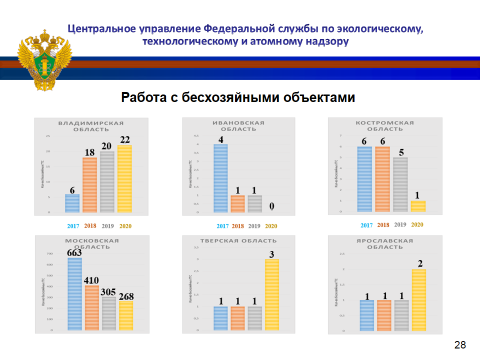 Центральное управление Федеральной службы по экологическому,
технологическому и атомному надзору
Работа с бесхозяйными объектами
ВЛАДИМИРСКАЯ
ОБЛАСТЬ
6 18 20 22
2017 2018 2019 2020
ИВАНОВСКАЯ
ОБЛАСТЬ
4 1 1 0
2017 2018 2019 2020
КОСТРОМСКАЯ
ОБЛАСТЬ
6 6 5 1
2017 2018 2019 2020
МОСКОВСКАЯ
ОБЛАСТЬ
663 410 305 268
ТВЕРСКАЯ ОБЛАСТЬ
1 1 1 3
ЯРОСЛАВСКАЯ
ОБЛАСТЬ
1 1 1 2
28